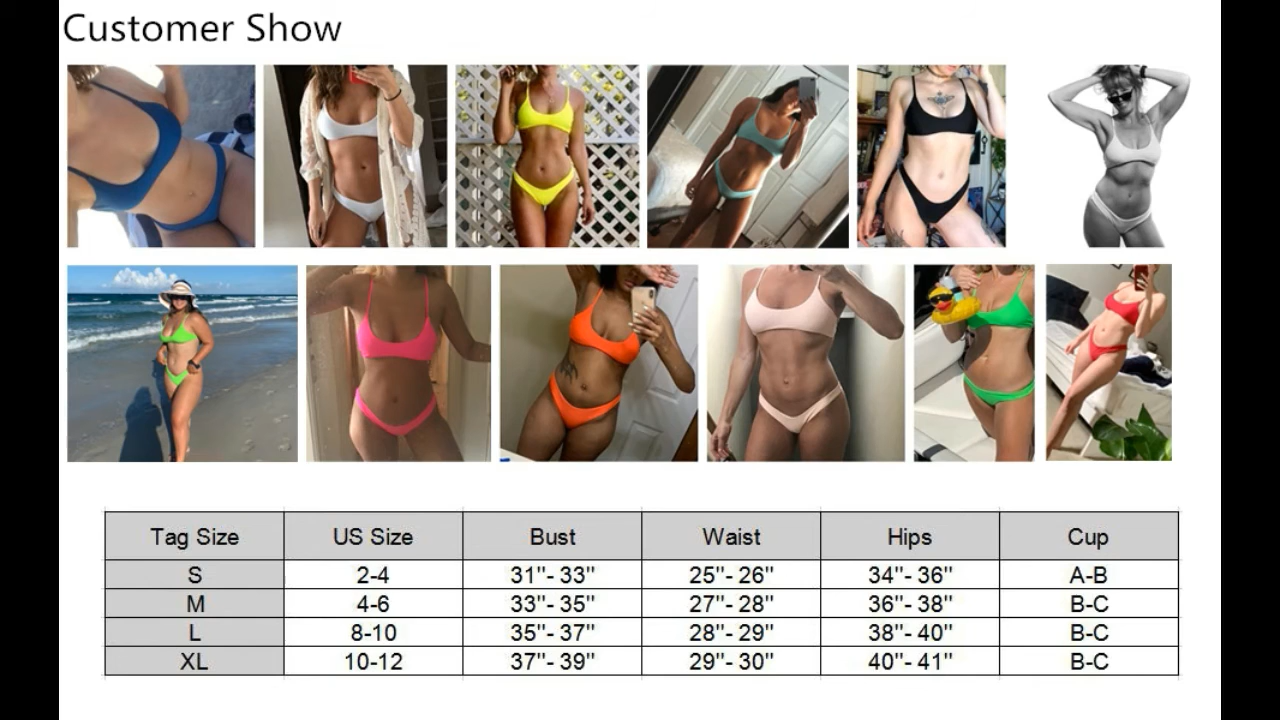 Customer Show
Tag Size US Size Bust Waist Hips Cup
S 2-4 31"- 33" 25"- 26" 34"- 36" A-B
M 4-6 33"- 35" 27"- 28" 36"- 38" B-C
L 8-10 35"- 37" 28"- 29" 38"- 40" B-C
XL 10-12 37"- 39" 29"- 30" 40"- 41" B-C